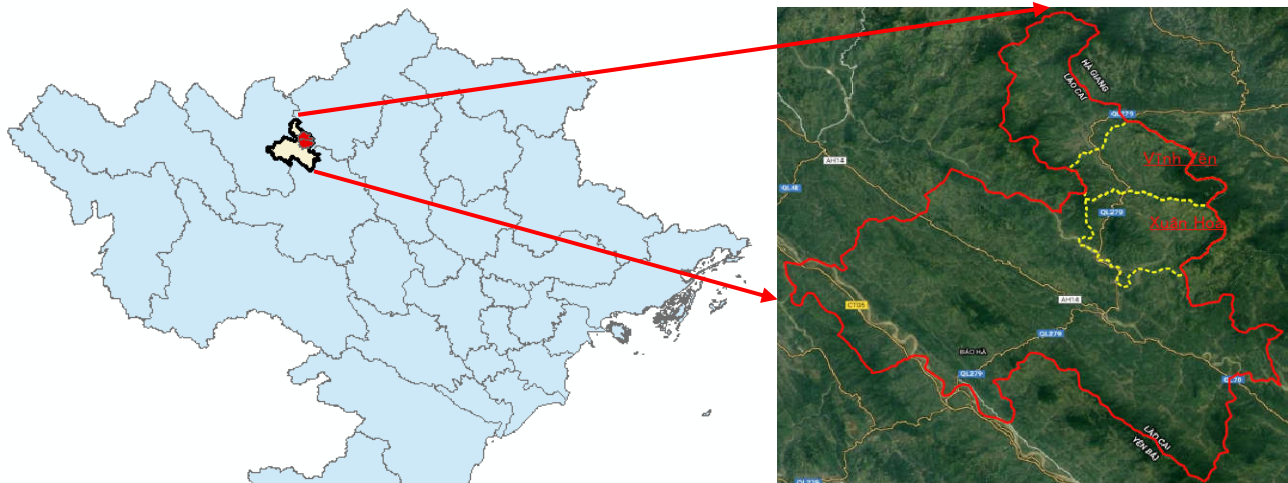 HÀ GIANG
LÀO CAI
QL279
Vĩnh Yên
AH14
QL4E
QL279
Xuân Hoà
AH14
CT05
QL279
BẢO HÀ
QL279
QL70
LÀO CAI
YÊN BÁI